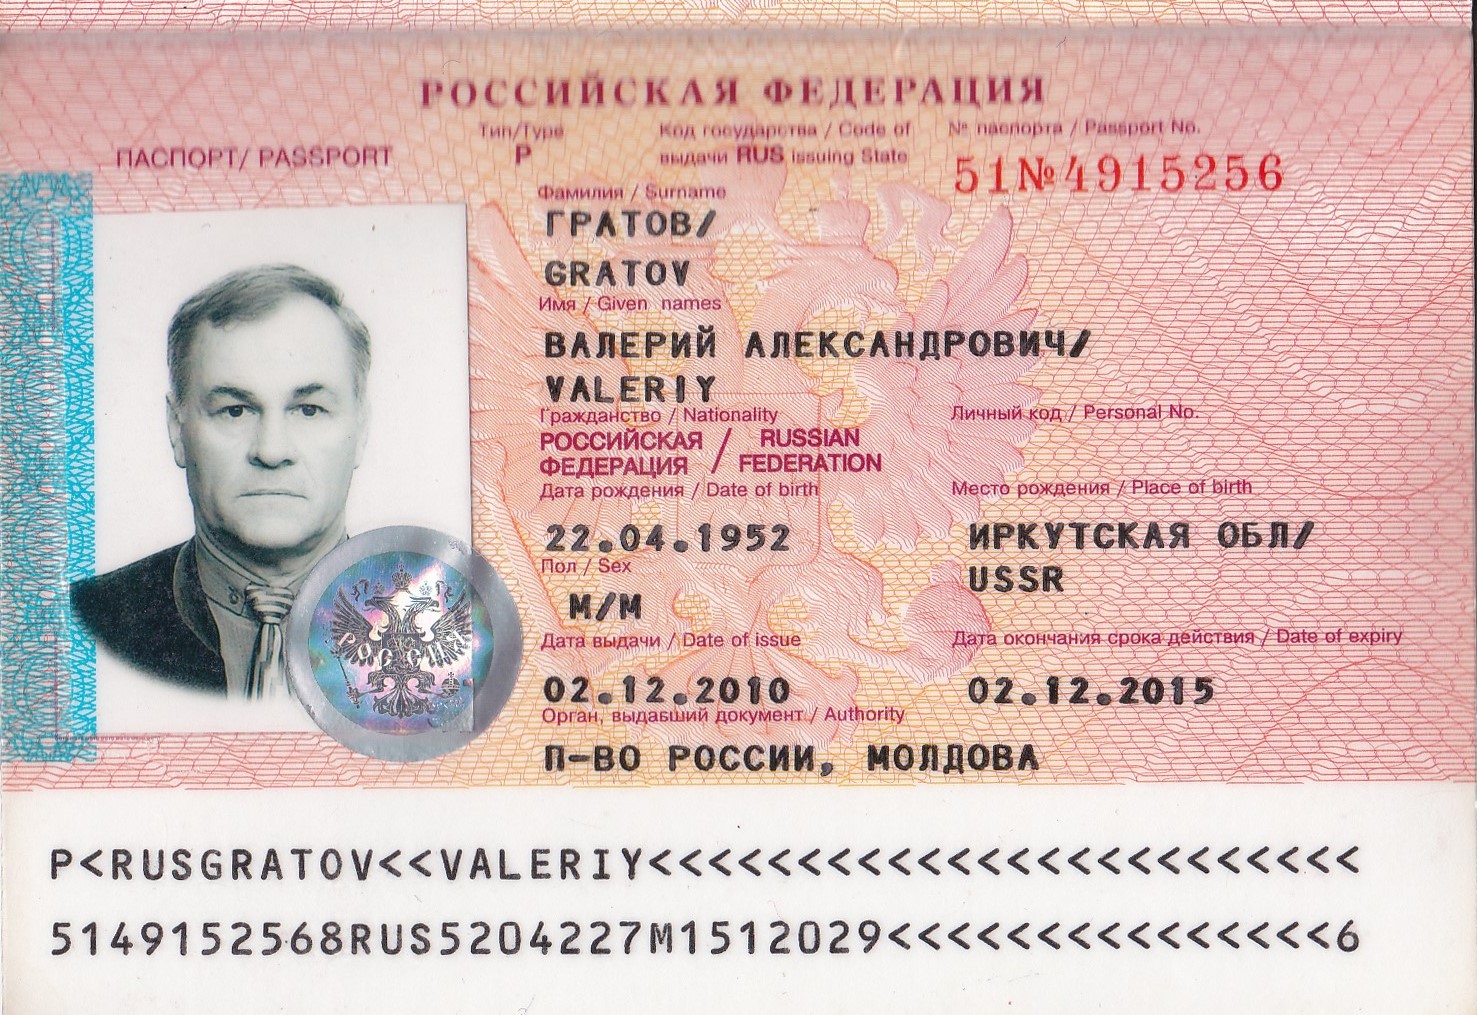 РОССИЙСКАЯ ФЕДЕРАЦИЯ
ПАСПОРТ/ PASSPORT
Тип/Type
P
Код государства / Code of
выдачи RUS issuing State
№ паспорта / Passport No.
51№4915256
Фамилия / Surname
ГРАТОВ/
GRATOV
Имя / Given names
ВАЛЕРИЙ АЛЕКСАНДРОВИЧ/
VALERIY
Гражданство / Nationality
РОССИЙСКАЯ / RUSSIAN
ФЕДЕРАЦИЯ / FEDERATION
Личный код / Personal No.
Дата рождения / Date of birth
22.04.1952
Место рождения / Place of birth
ИРКУТСКАЯ ОБЛ/
USSR
Пол / Sex
М/M
Дата выдачи / Date of issue
02.12.2010
Дата окончания срока действия / Date of expiry
02.12.2015
Орган, выдавший документ / Authority
П-ВО РОССИИ, МОЛДОВА
РОССИЯ
P<RUSGRATOV<<VALERIY<<<<<<<<<<<<<<<<<<<<<<<<
5149152568RUS5204227M1512029<<<<<<<<<<<<<<<6